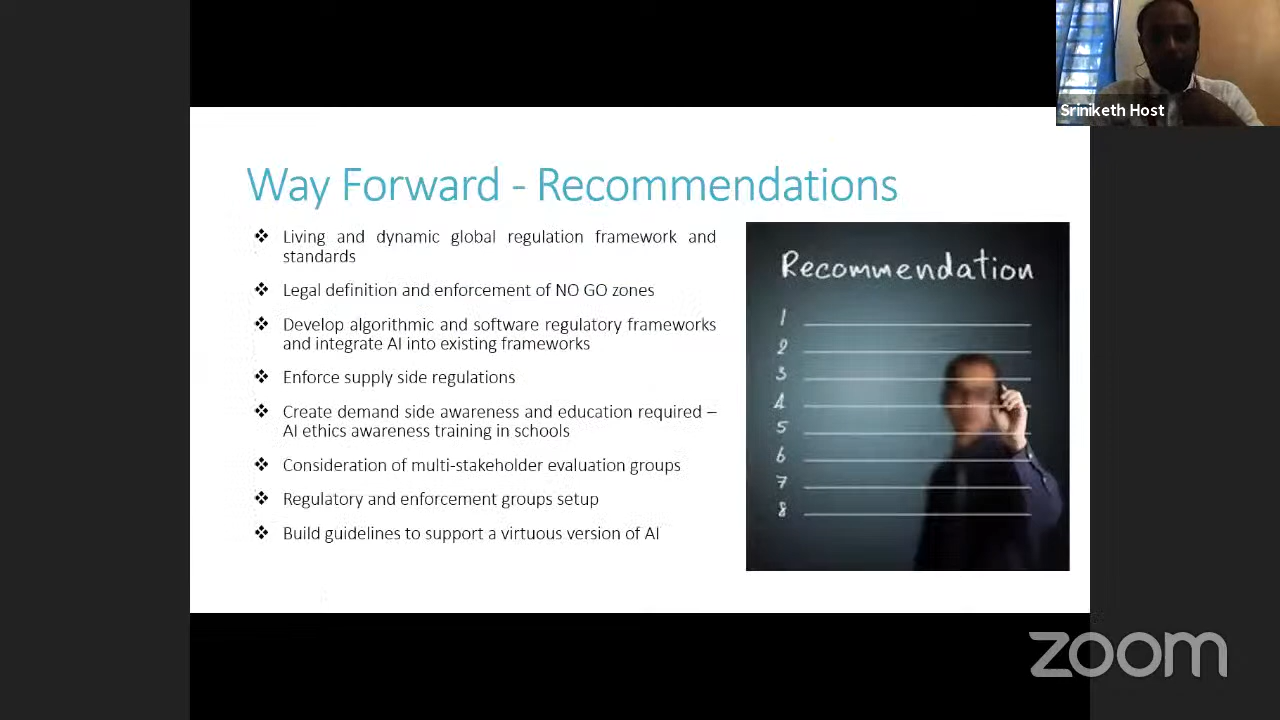 Sriniketh Host
Way Forward - Recommendations
❖ Living and dynamic global regulation framework and
standards
❖ Legal definition and enforcement of NO GO zones
❖ Develop algorithmic and software regulatory frameworks
and integrate AI into existing frameworks
❖ Enforce supply side regulations
❖ Create demand side awareness and education required –
AI ethics awareness training in schools
❖ Consideration of multi-stakeholder evaluation groups
❖ Regulatory and enforcement groups setup
❖ Build guidelines to support a virtuous version of AI
Recommendation
1
2
3
4
5
6
7
8
zoom